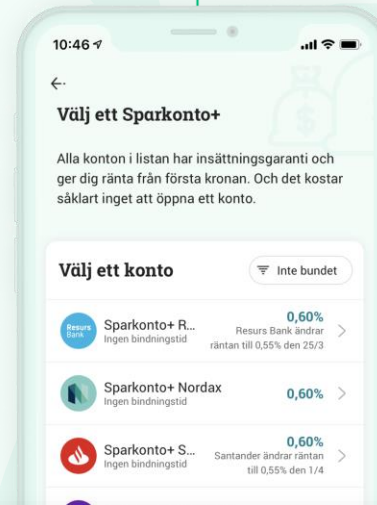 10:46
Välj ett Sparkonto+
Alla konton i listan har insättningsgaranti och
ger dig ränta från första kronan. Och det kostar
såklart inget att öppna ett konto.
Välj ett konto
Inte bundet
Resurs
Bank
Sparkonto+ R...
Ingen bindningstid
0,60%
Resurs Bank ändrar
räntan till 0,55% den 25/3
Sparkonto+ Nordax
Ingen bindningstid
0,60%
Sparkonto+ S...
Ingen bindningstid
0,60%
Santander ändrar räntan
till 0,55% den 1/4